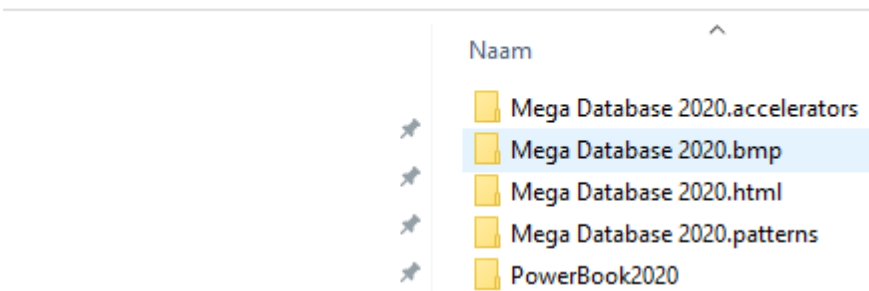 Naam
Mega Database 2020.accelerators
Mega Database 2020.bmp
Mega Database 2020.html
Mega Database 2020.patterns
PowerBook2020